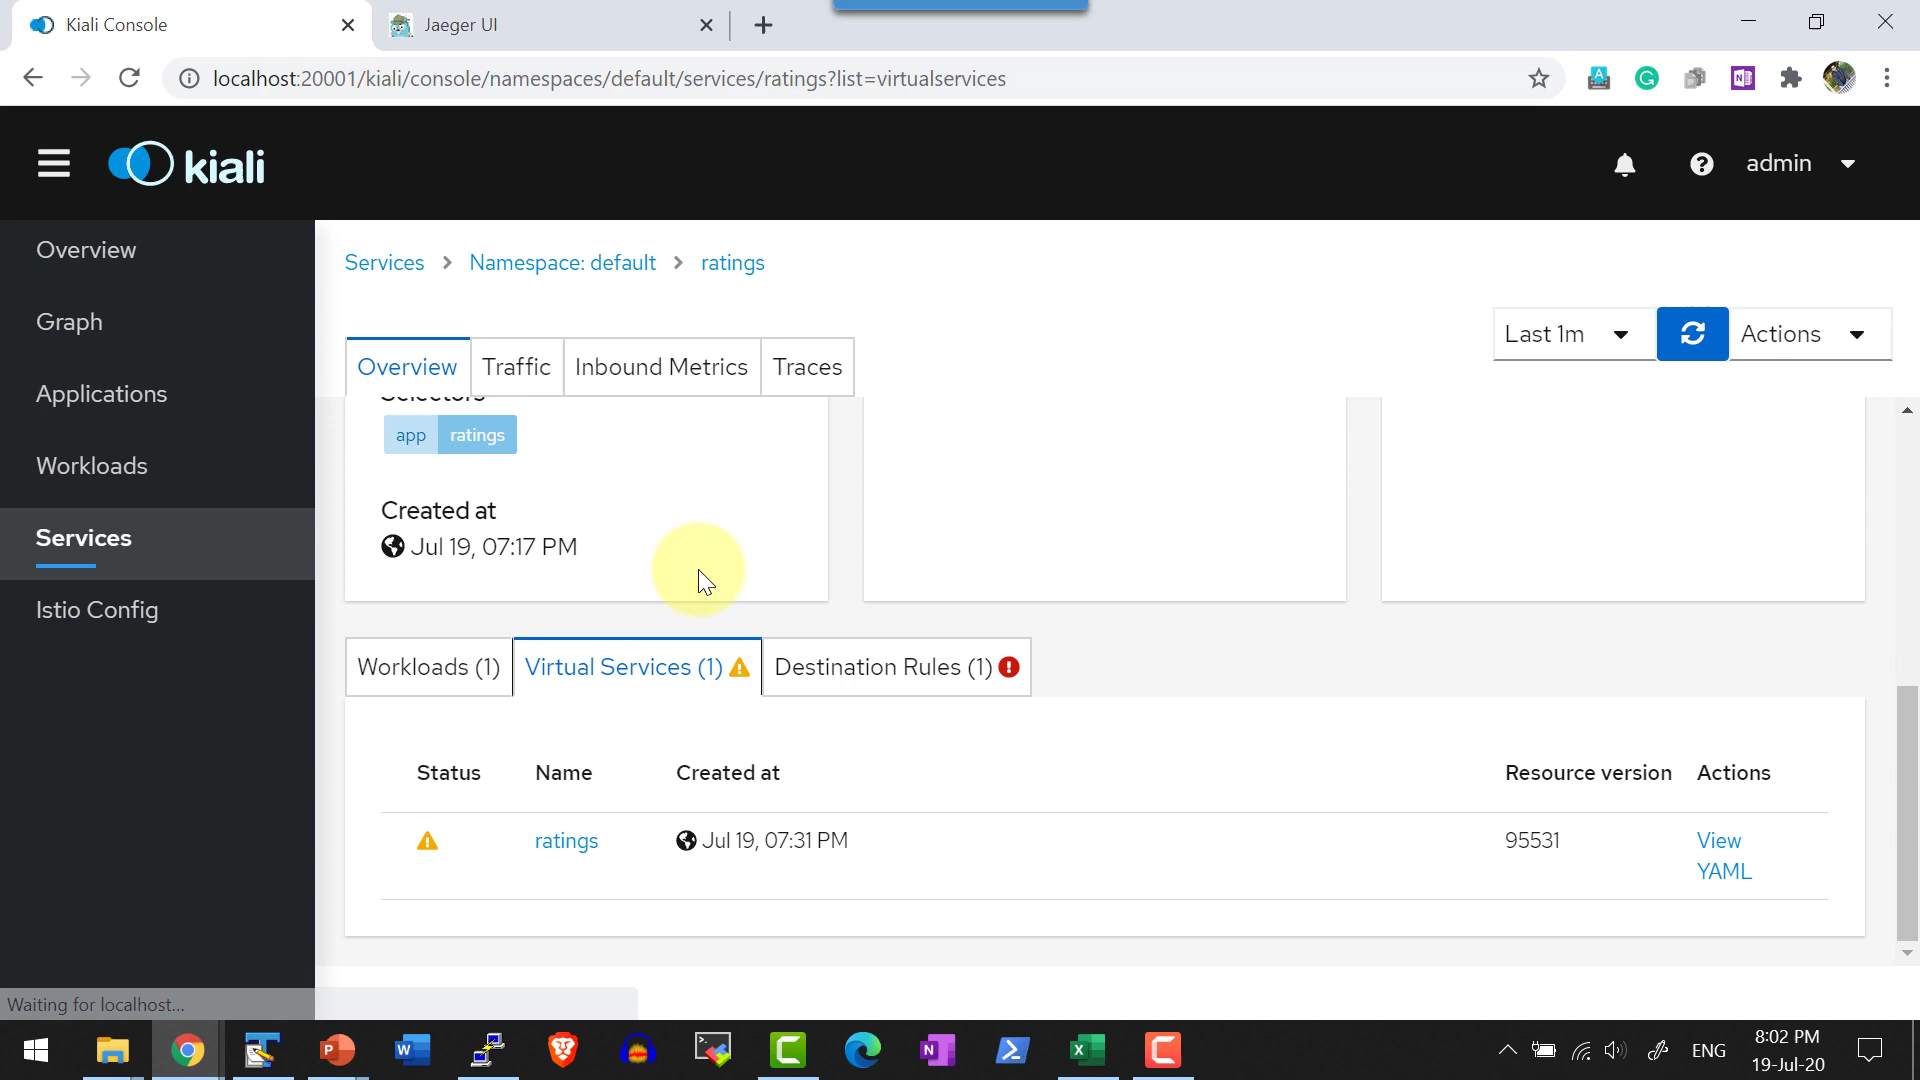 Kiali Console
Jaeger UI
localhost:20001/kiali/console/namespaces/default/services/ratings?list=virtualservices
kiali
admin
Overview
Graph
Applications
Workloads
Services
Istio Config
Services > Namespace: default > ratings
Last 1m
Actions
Overview
Traffic
Inbound Metrics
Traces
Selectors
app ratings
Created at
Jul 19, 07:17 PM
Workloads (1)
Virtual Services (1)
Destination Rules (1)
Status Name Created at Resource version Actions
ratings Jul 19, 07:31 PM 95531 View
YAML
Waiting for localhost...
ENG
8:02 PM
19-Jul-20